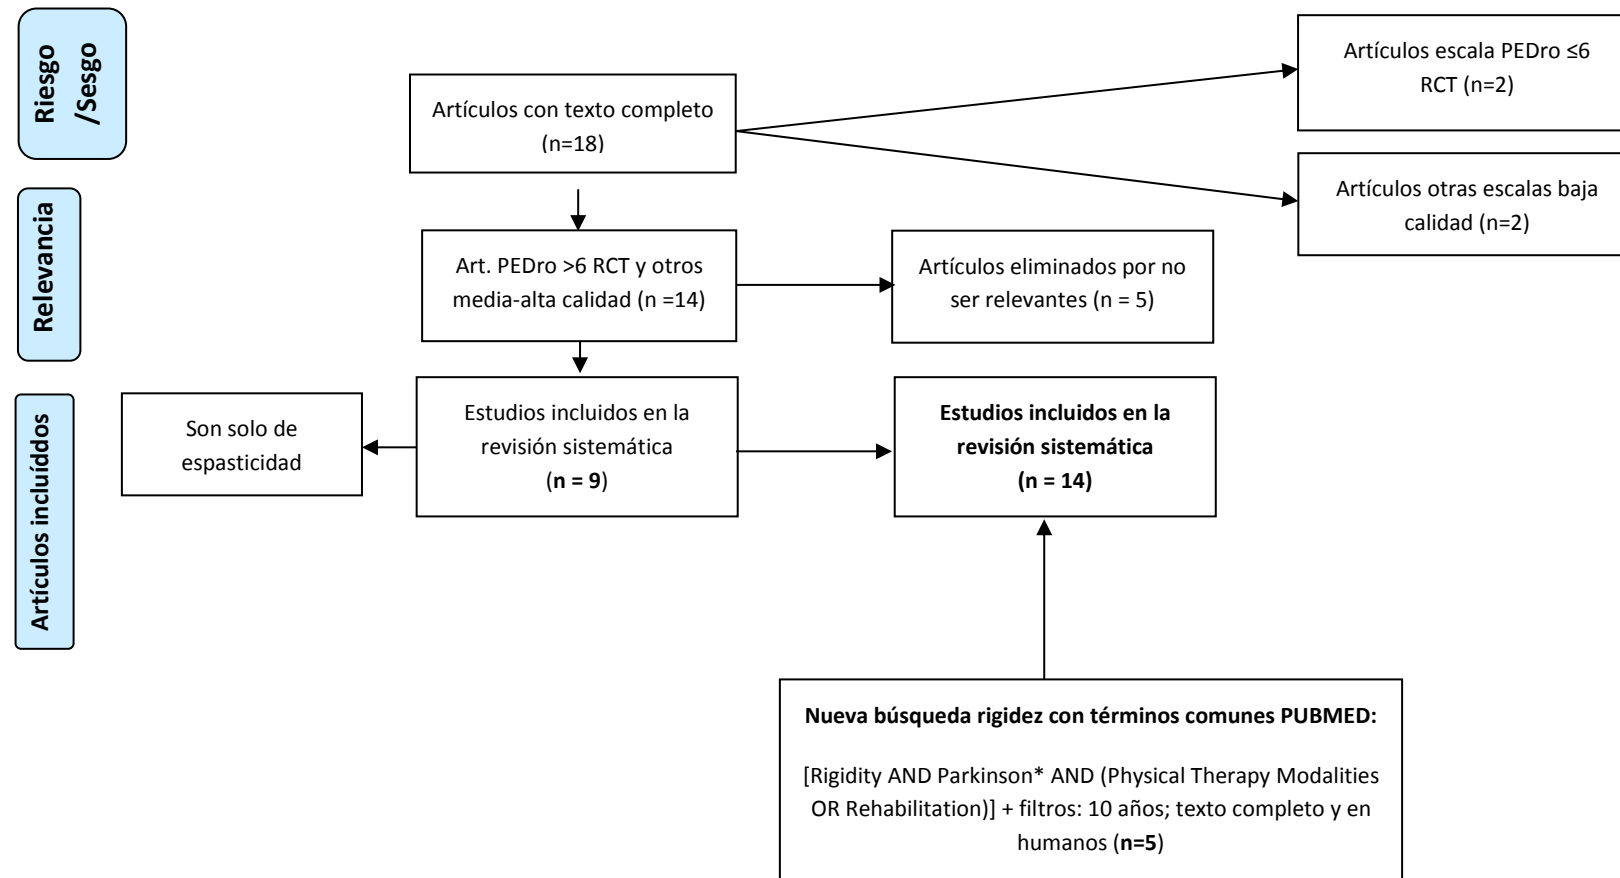 Riesgo
/Sesgo
Artículos con texto completo
(n=18)
Artículos escala PEDro ≤6
RCT (n=2)
Artículos otras escalas baja
calidad (n=2)
Relevancia
Art. PEDro >6 RCT y otros
media-alta calidad (n =14)
Artículos eliminados por no
ser relevantes (n = 5)
Artículos incluíddos
Son solo de
espasticidad
Estudios incluidos en la
revisión sistemática
(n = 9)
Estudios incluidos en la
revisión sistemática
(n = 14)
Nueva búsqueda rigidez con términos comunes PUBMED:
[Rigidity AND Parkinson* AND (Physical Therapy Modalities
OR Rehabilitation)] + filtros: 10 años; texto completo y en
humanos (n=5)